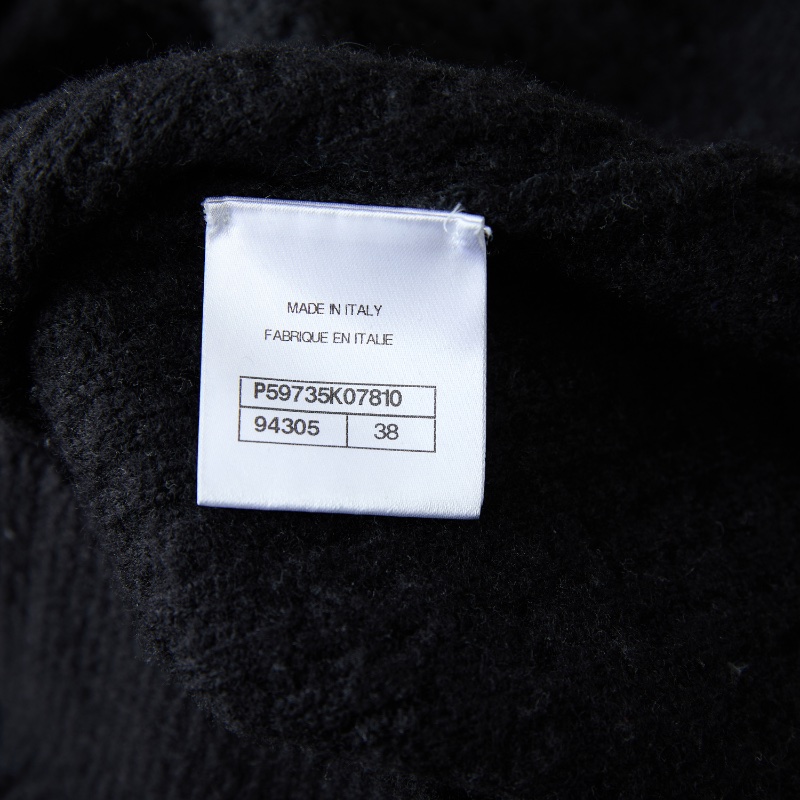 MADE IN ITALY
FABRIQUE EN ITALIE
P59735K07810
94305 38